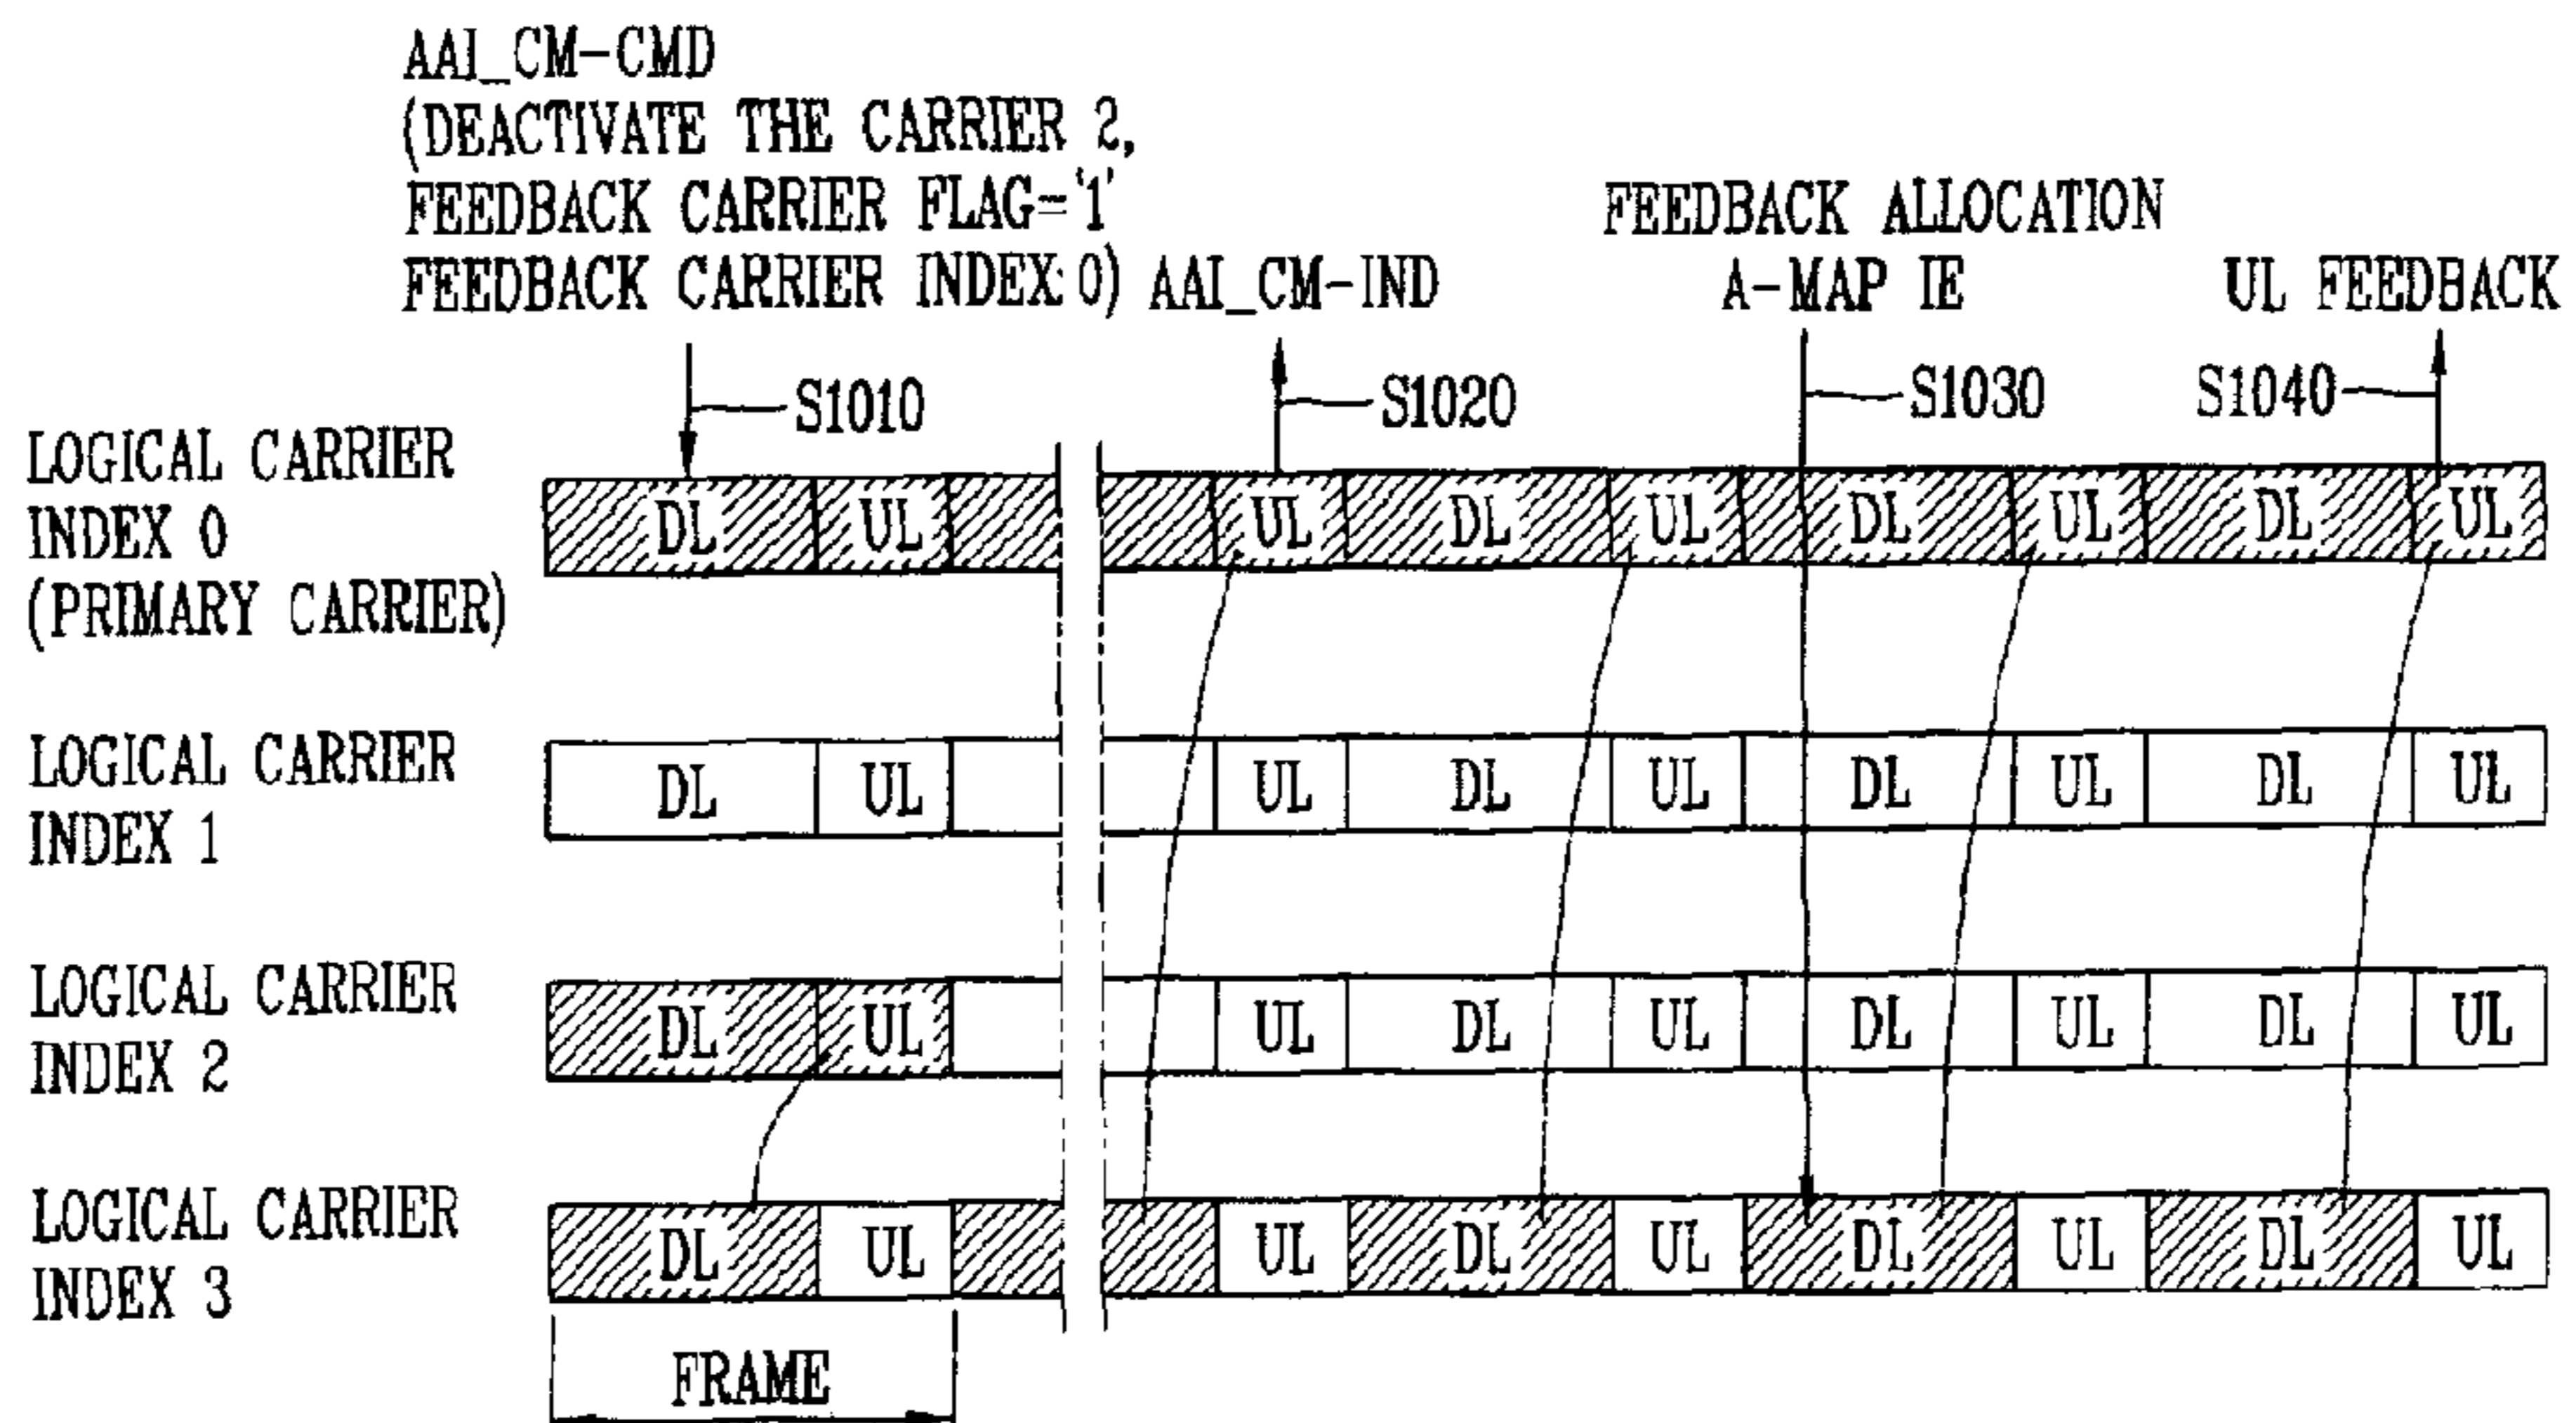 AAI_CM-CMD
(DEACTIVATE THE CARRIER 2,
FEEDBACK CARRIER FLAG='1'
FEEDBACK CARRIER INDEX:0)
AAI_CM-IND
FEEDBACK ALLOCATION
A-MAP IE
UL FEEDBACK
S1010
S1020
S1030
S1040
LOGICAL CARRIER
INDEX 0
(PRIMARY CARRIER)
DL UL UL DL UL DL UL DL UL
LOGICAL CARRIER
INDEX 1
DL UL UL DL UL DL UL DL UL
LOGICAL CARRIER
INDEX 2
DL UL UL DL UL DL UL DL UL
LOGICAL CARRIER
INDEX 3
DL UL UL DL UL DL UL DL UL
FRAME